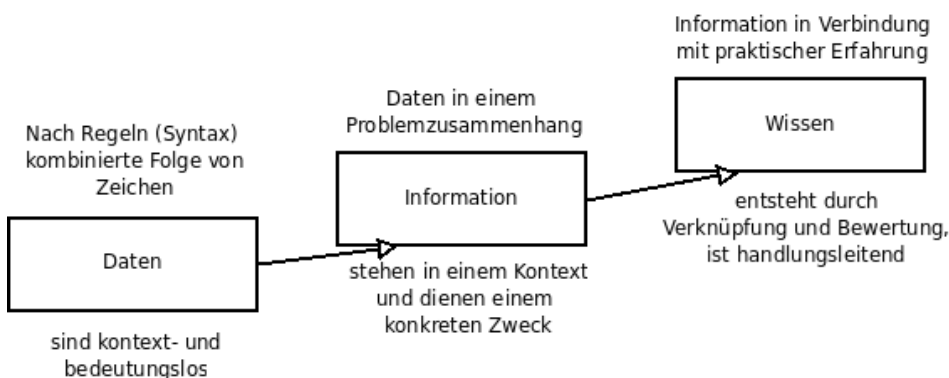 Nach Regeln (Syntax)
kombinierte Folge von
Zeichen
Daten
sind kontext- und
bedeutungslos
Daten in einem
Problemzusammenhang
Information
stehen in einem Kontext
und dienen einem
konkreten Zweck
Information in Verbindung
mit praktischer Erfahrung
Wissen
entsteht durch
Verknüpfung und Bewertung,
ist handlungsleitend